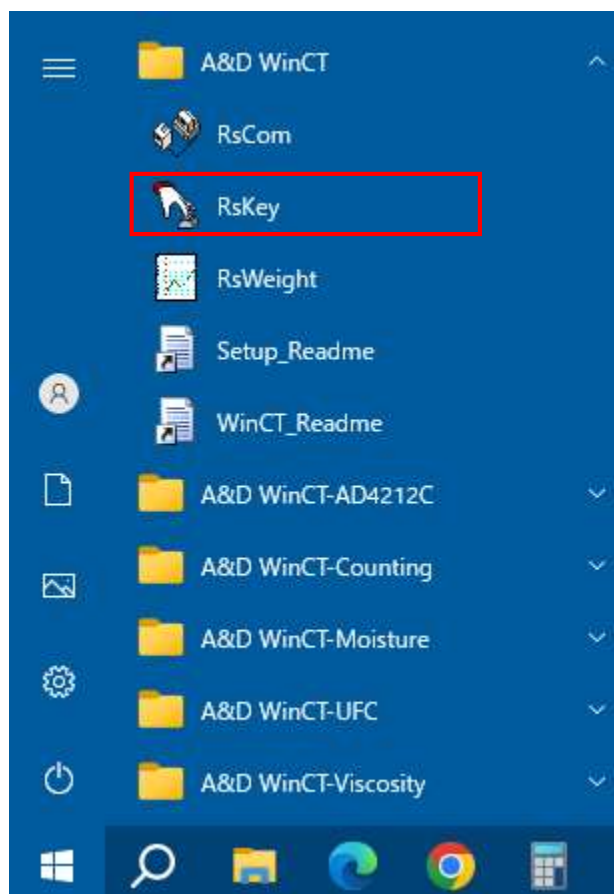 A&D WinCT
RsCom
RsKey
RsWeight
Setup_Readme
WinCT_Readme
A&D WinCT-AD4212C
A&D WinCT-Counting
A&D WinCT-Moisture
A&D WinCT-UFC
A&D WinCT-Viscosity